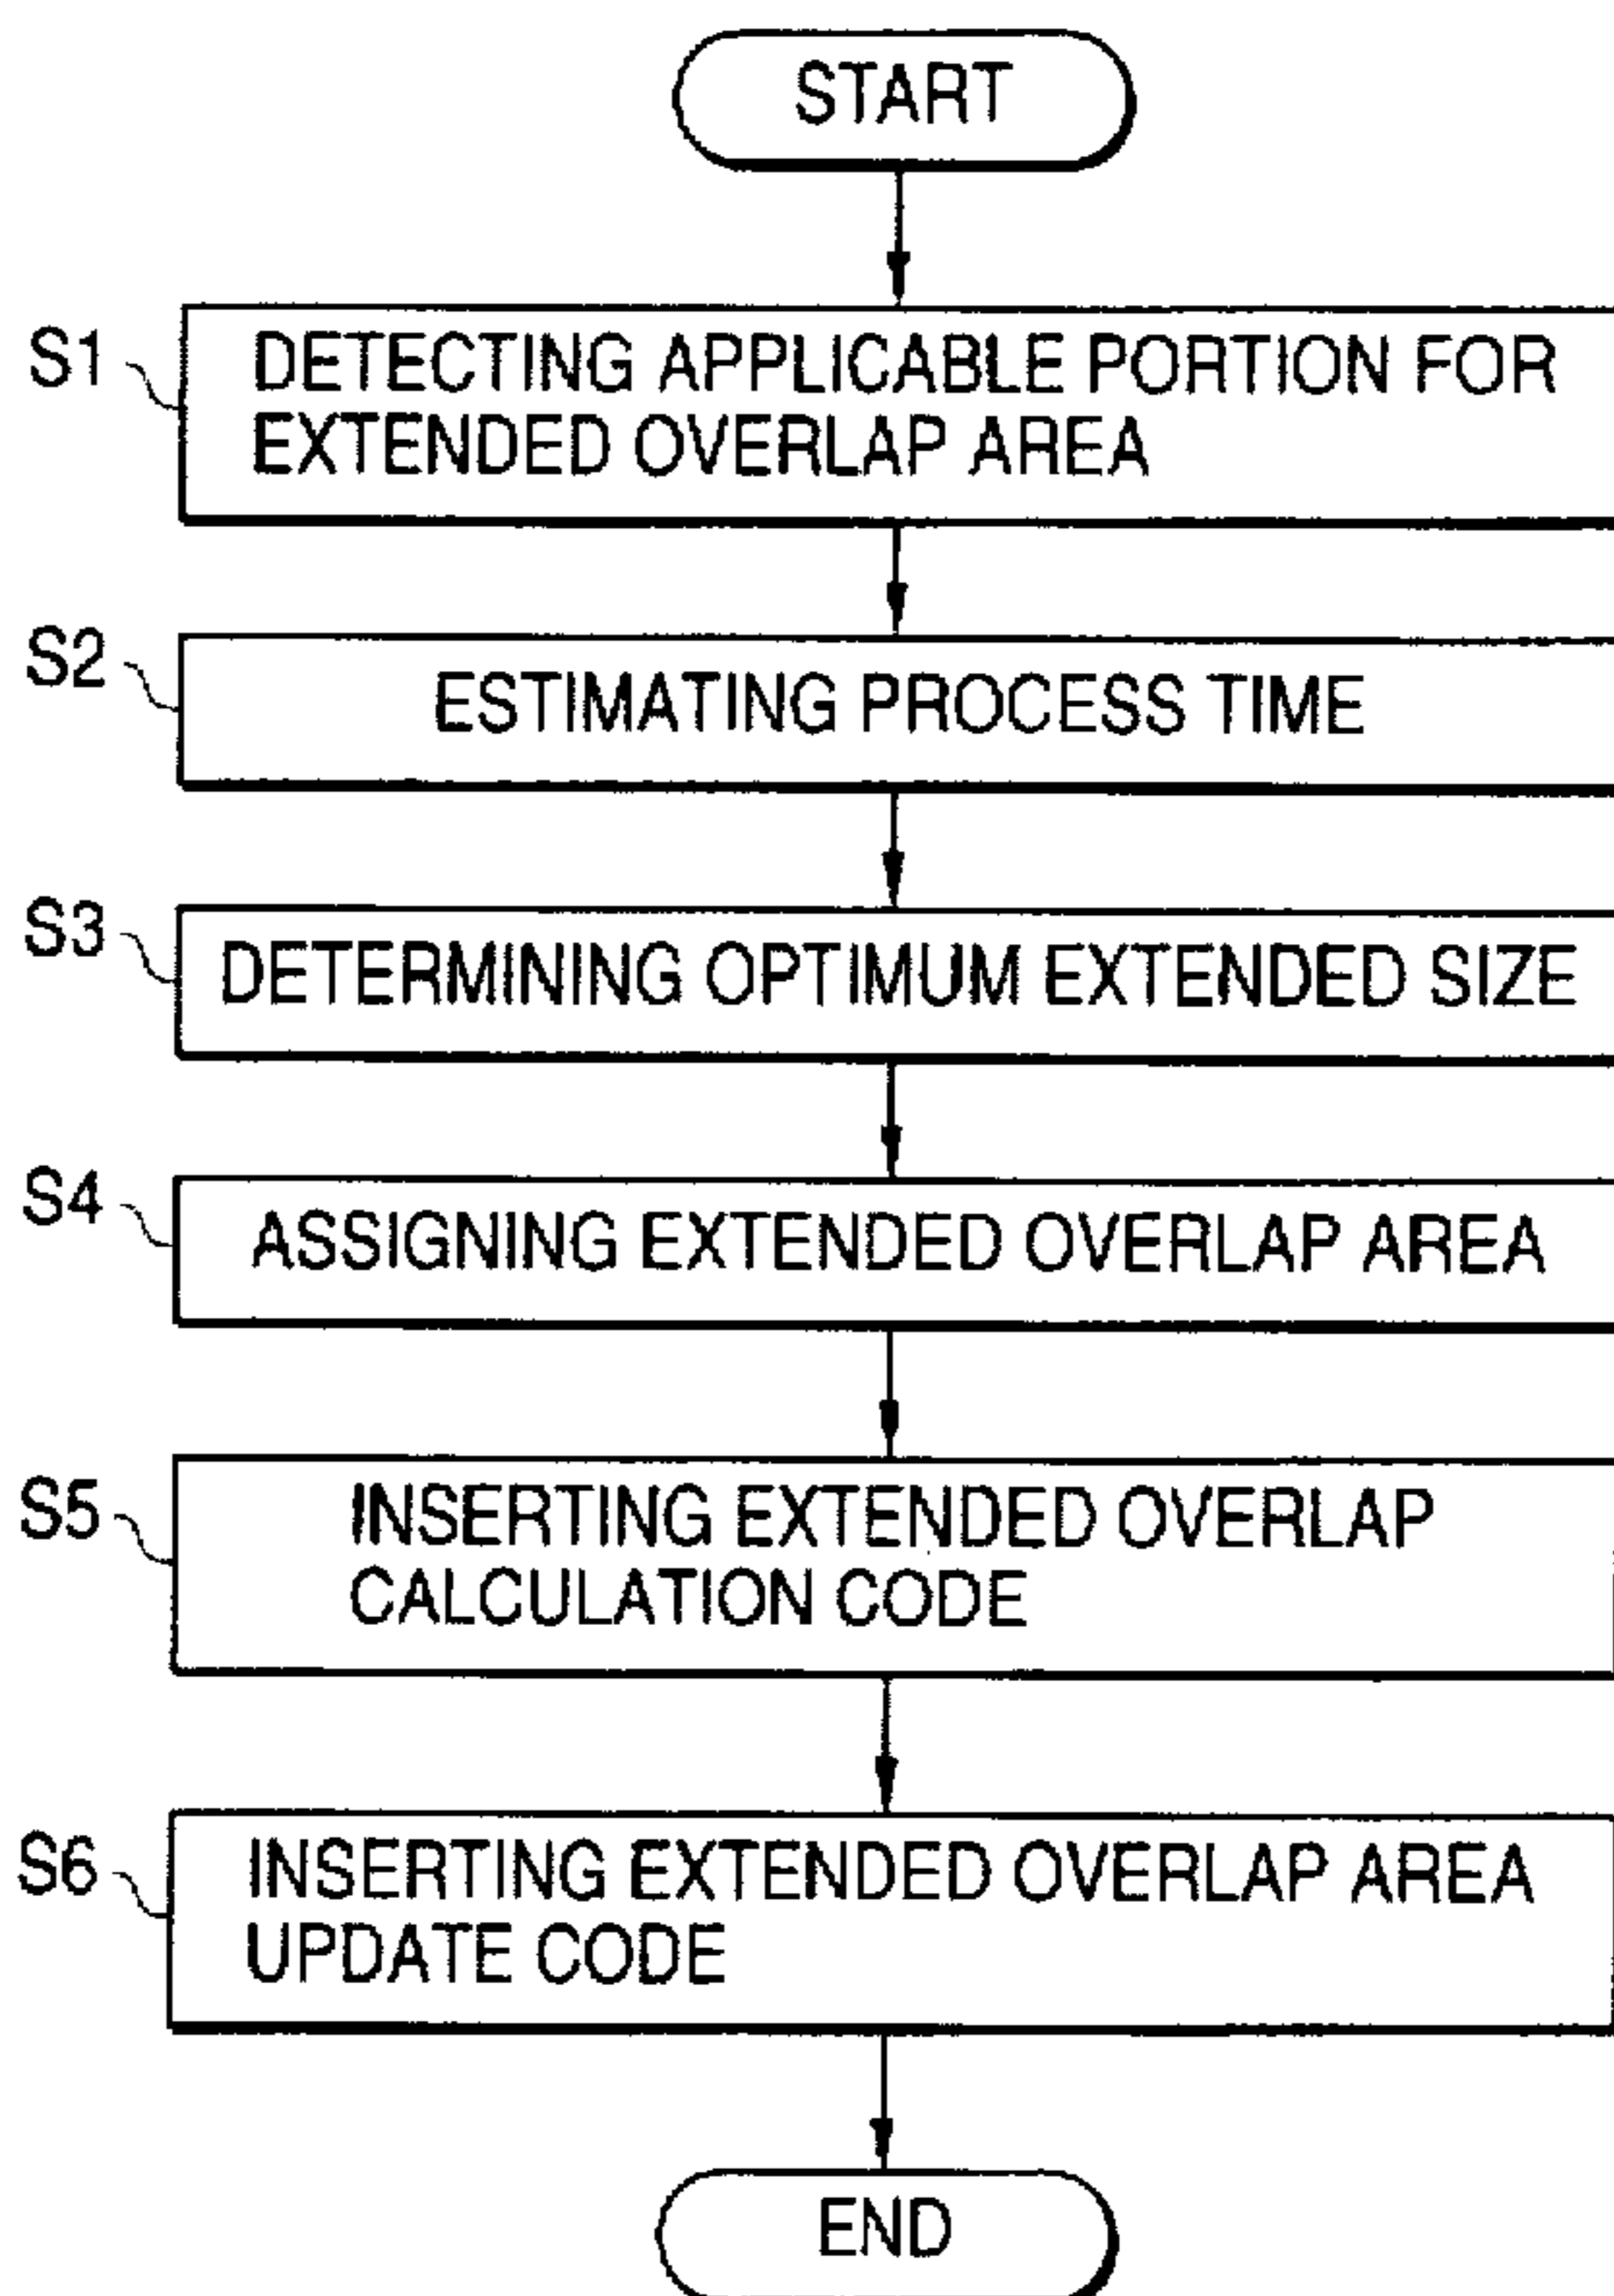 START
S1
DETECTING APPLICABLE PORTION FOR
EXTENDED OVERLAP AREA
S2
ESTIMATING PROCESS TIME
S3
DETERMINING OPTIMUM EXTENDED SIZE
S4
ASSIGNING EXTENDED OVERLAP AREA
S5
INSERTING EXTENDED OVERLAP
CALCULATION CODE
S6
INSERTING EXTENDED OVERLAP AREA
UPDATE CODE
END